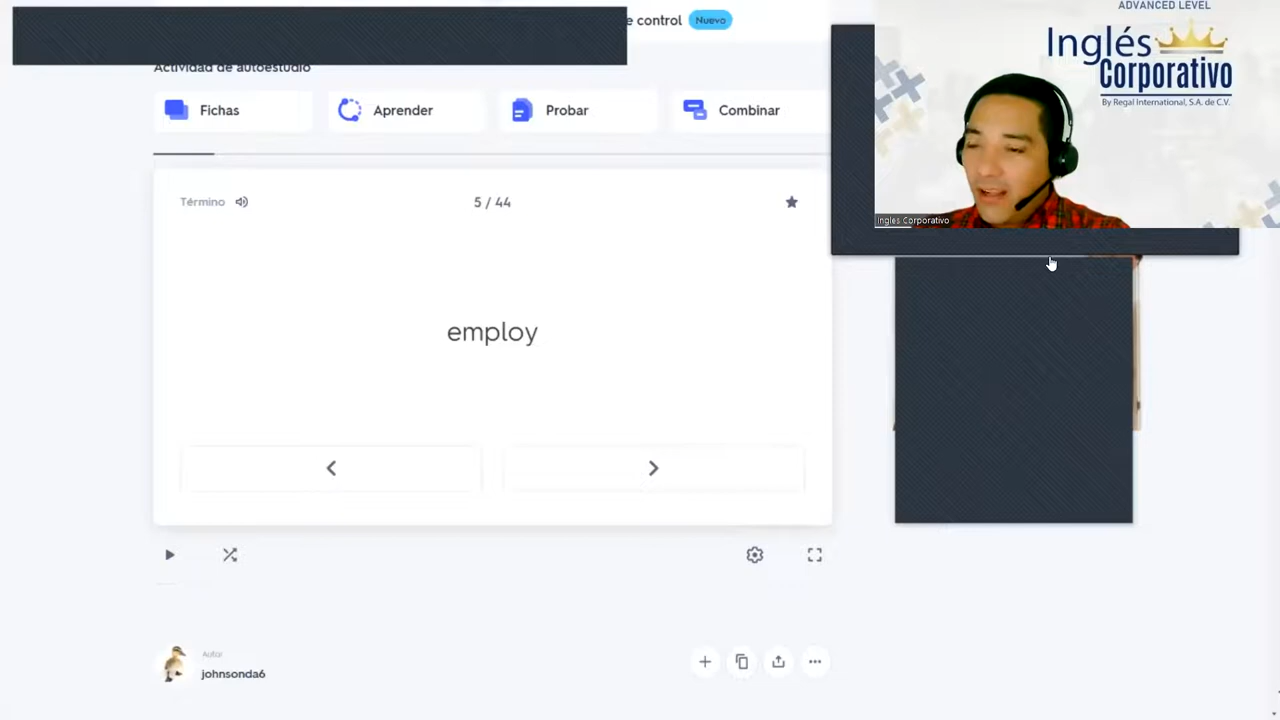 e control Nuevo
Actividad de autoestudio
Fichas Aprender Probar Combinar
Término 5 / 44
employ
Autor
johnsonda6
ADVANCED LEVEL
Inglés
Corporativo
By Regal International, S.A. de C.V.
Ingles Corporativo